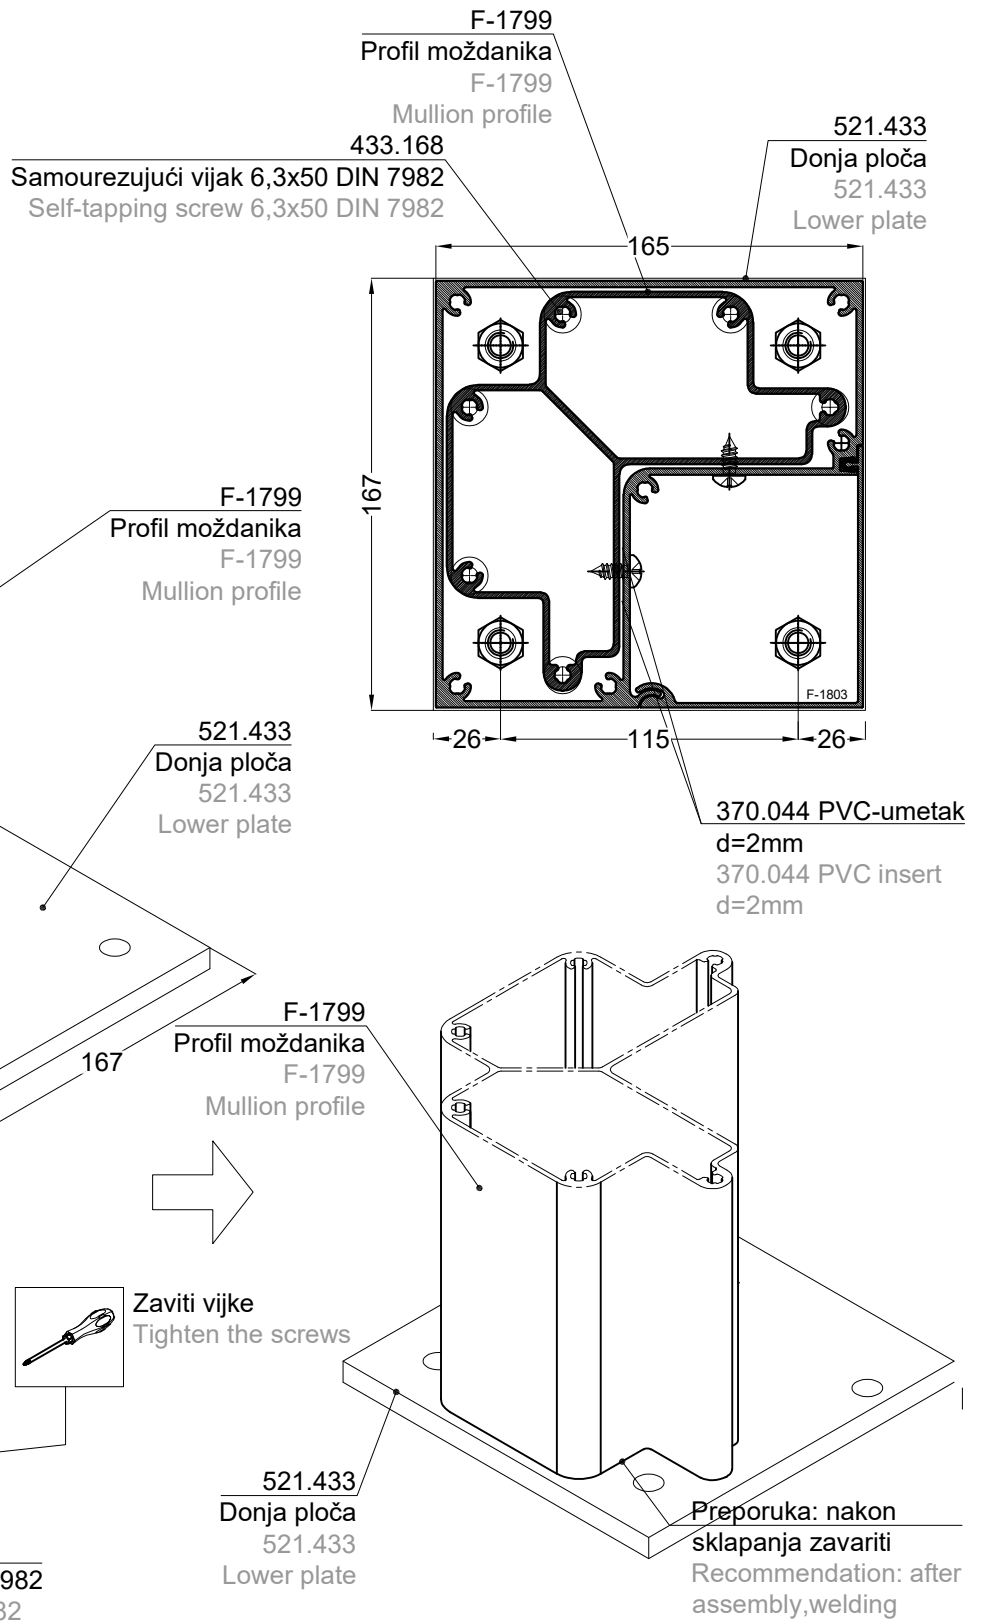 F-1799
Profil moždanika
F-1799
Mullion profile
433.168
Samourezujući vijak 6,3x50 DIN 7982
Self-tapping screw 6,3x50 DIN 7982
521.433
Donja ploča
521.433
Lower plate
165
167
F-1799
Profil moždanika
F-1799
Mullion profile
F-1803
26
115
26
521.433
Donja ploča
521.433
Lower plate
370.044 PVC-umetak
d=2mm
370.044 PVC insert
d=2mm
167
F-1799
Profil moždanika
F-1799
Mullion profile
Zaviti vijke
Tighten the screws
521.433
Donja ploča
521.433
Lower plate
Preporuka: nakon
sklapanja zavariti
Recommendation: after
assembly,welding
982
32